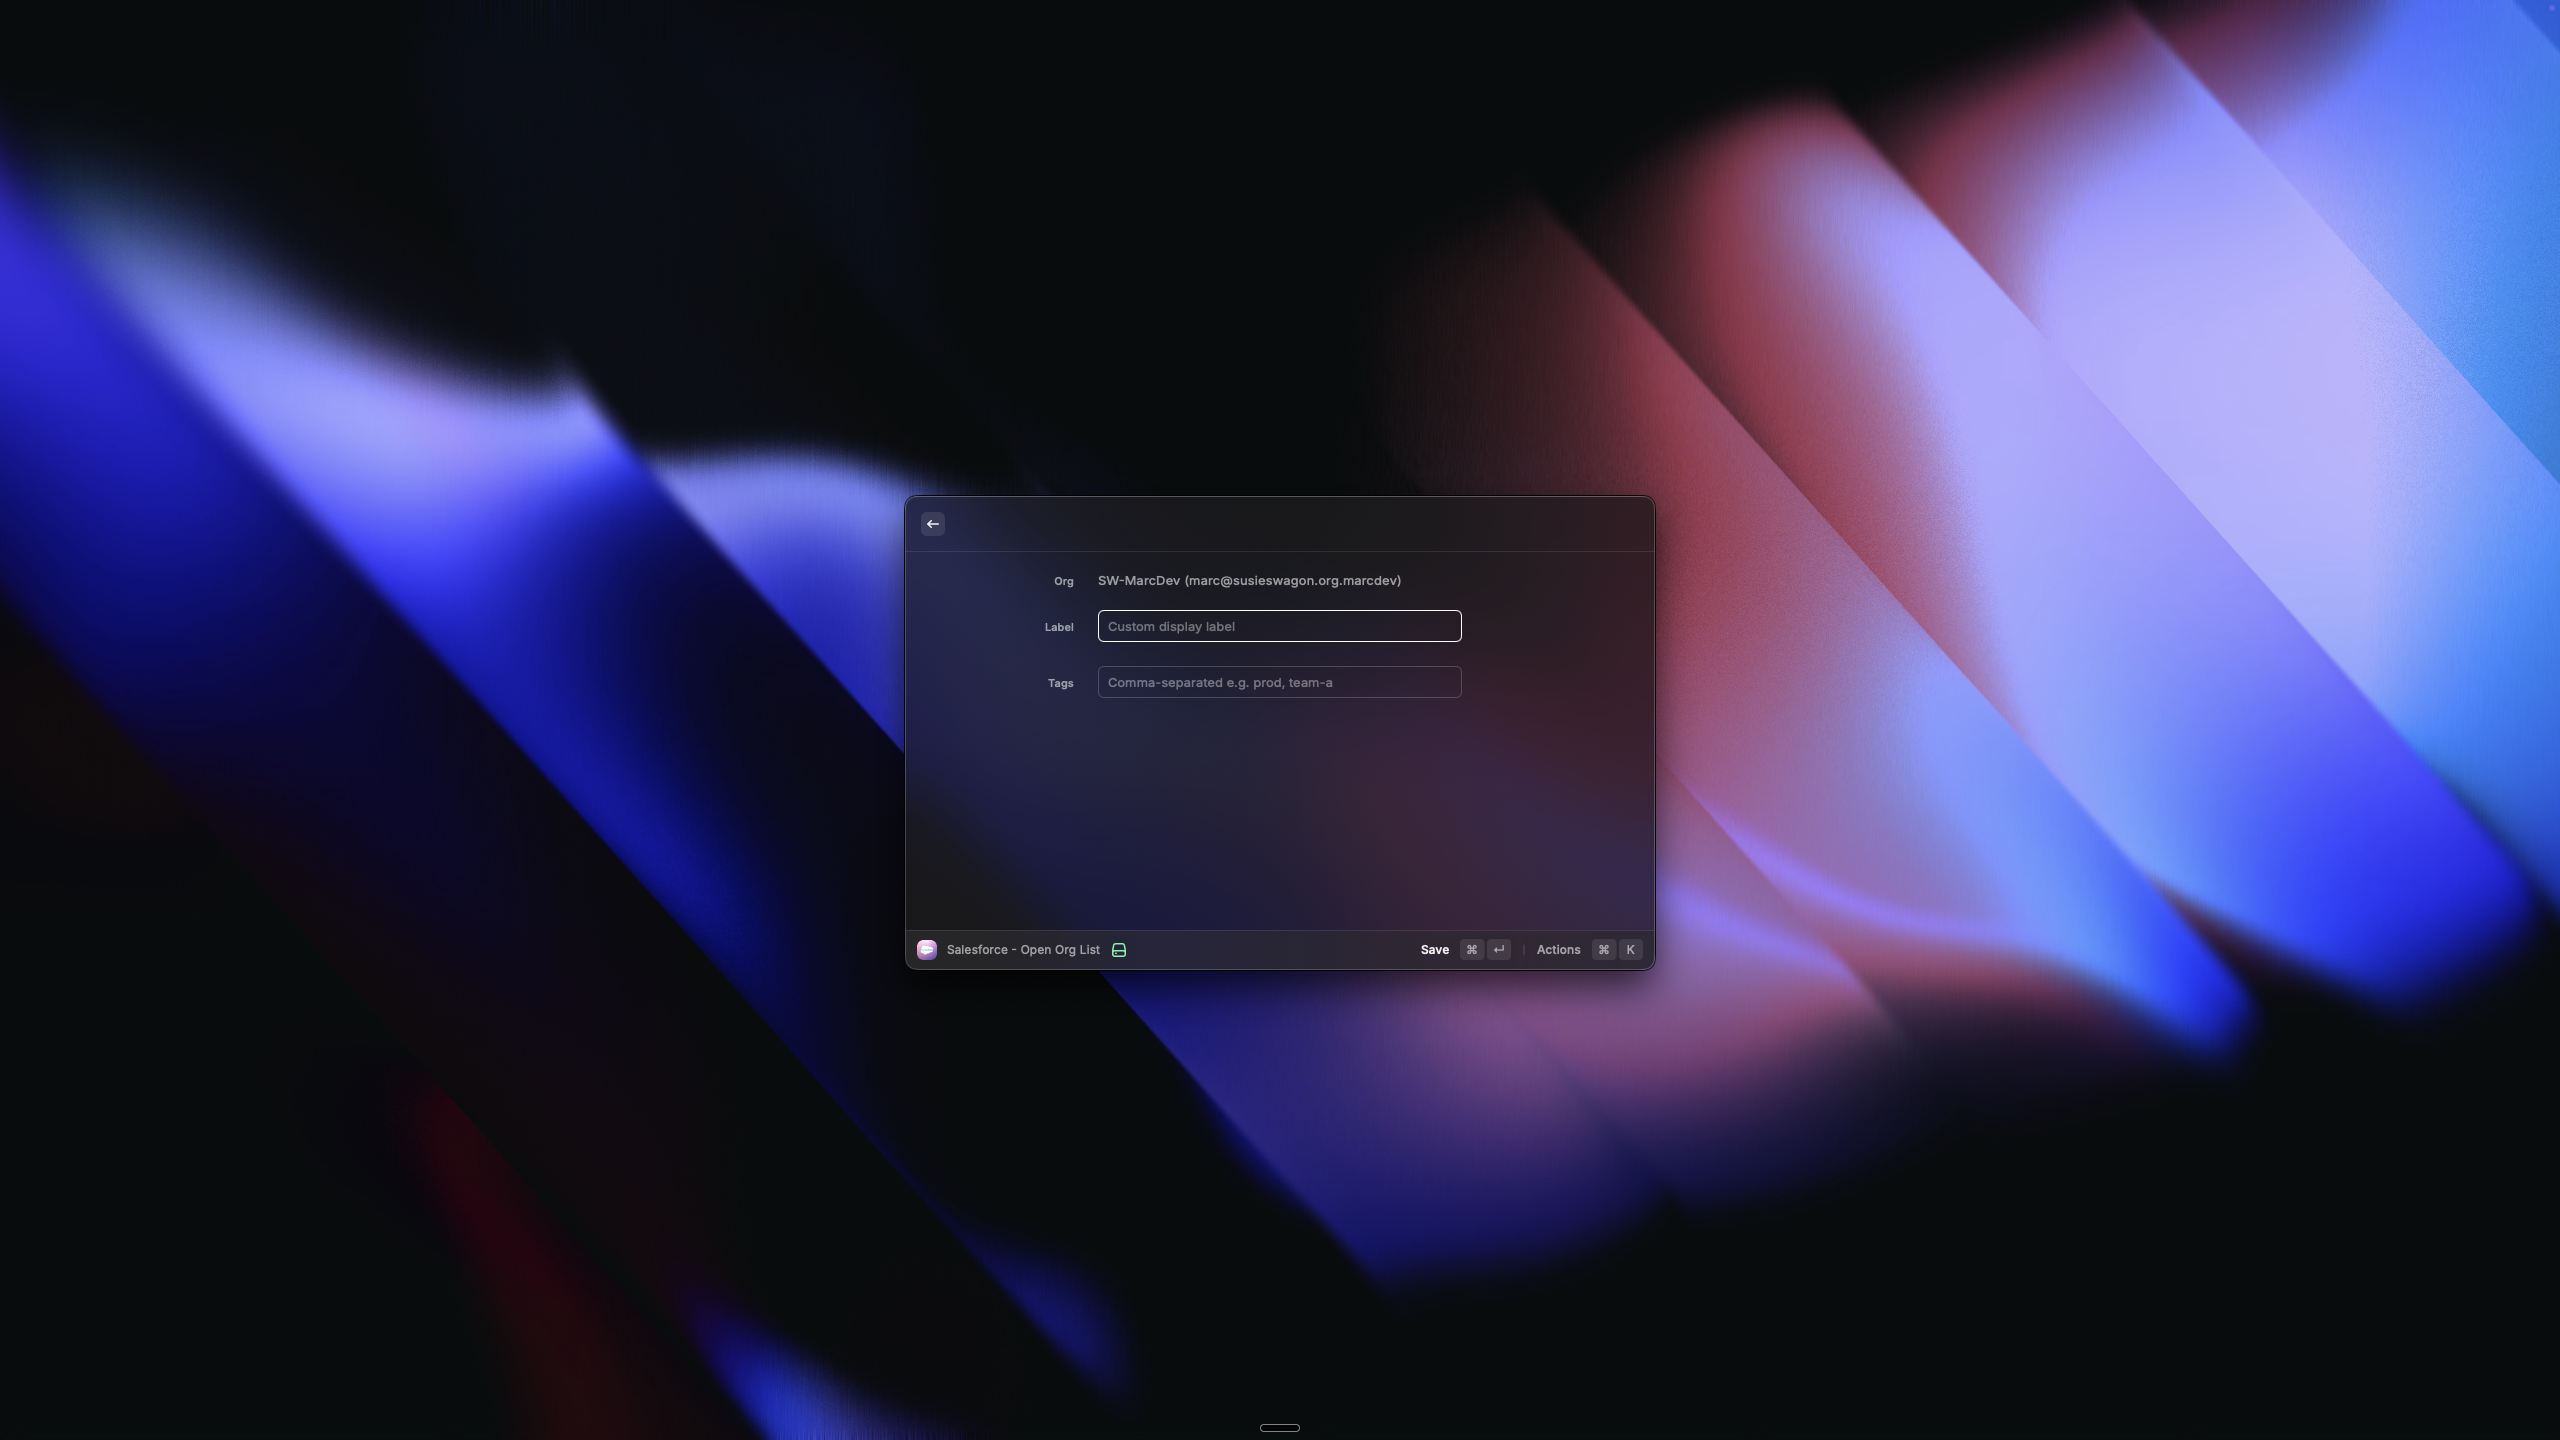 Org SW-MarcDev (marc@susieswagon.org.marcdev)
Label Custom display label
Tags Comma-separated e.g. prod, team-a
Salesforce - Open Org List Save ⌘ ↵ Actions ⌘ K